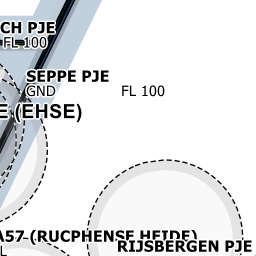 CH PJE
FL 100
SEPPE PJE
GND FL 100
E (EHSE)
A57 (RUCPHENSE HEIDE)
RIJSBERGEN PJE